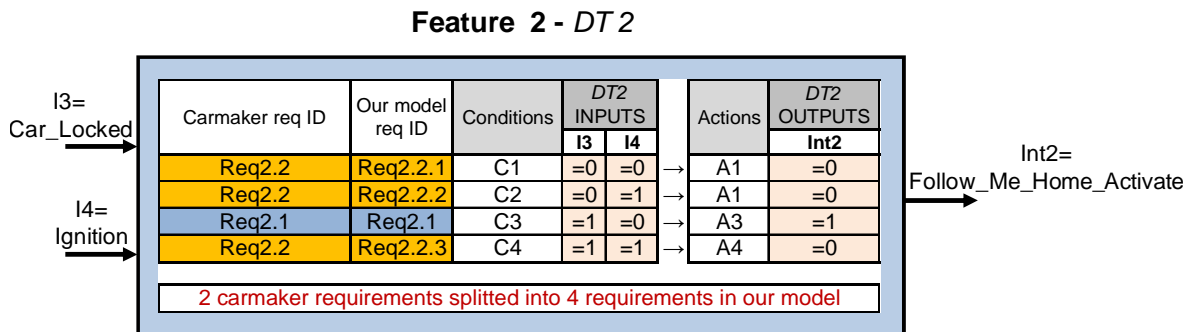 Feature 2 - DT 2
I3=
Car_Locked
I4=
Ignition
Carmaker req ID Our model req ID Conditions DT2 INPUTS → Actions DT2 OUTPUTS
I3 I4 Int2
Req2.2 Req2.2.1 C1 =0 =0 → A1 =0
Req2.2 Req2.2.2 C2 =0 =1 → A1 =0
Req2.1 Req2.1 C3 =1 =0 → A3 =1
Req2.2 Req2.2.3 C4 =1 =1 → A4 =0
2 carmaker requirements splitted into 4 requirements in our model
Int2=
Follow_Me_Home_Activate